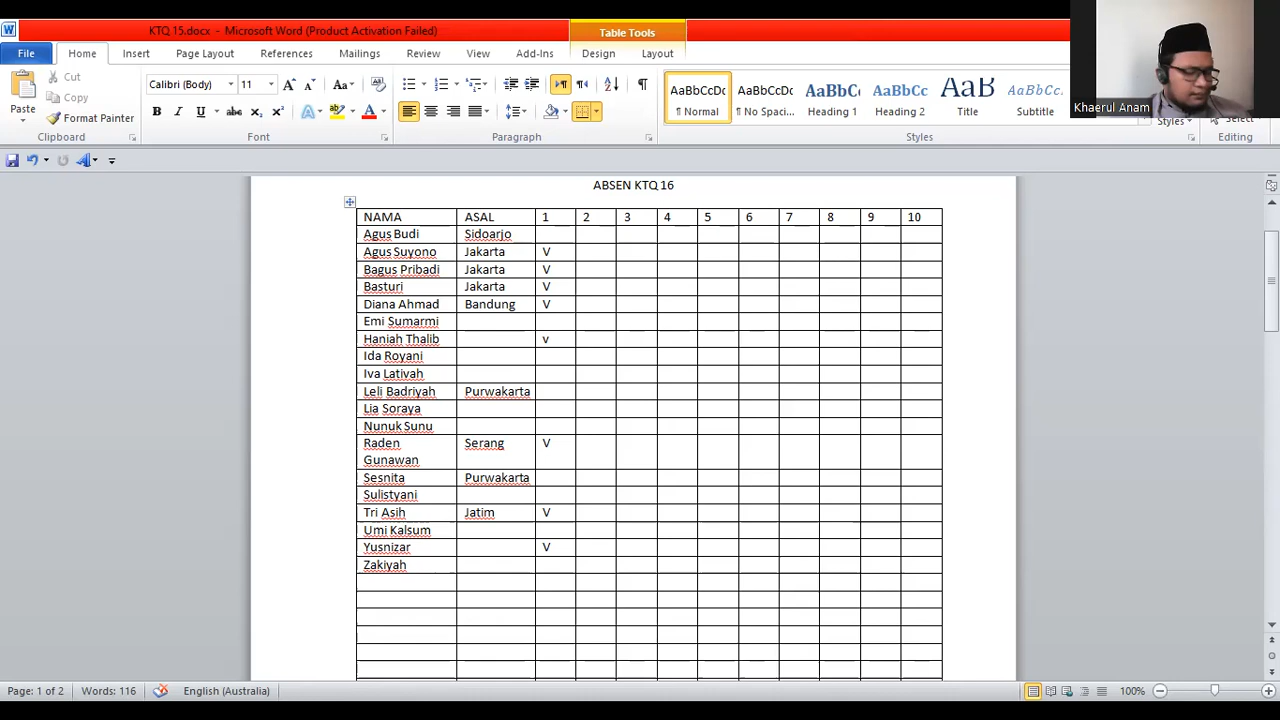 KTQ 15.docx - Microsoft Word (Product Activation Failed)
Table Tools
File Home Insert Page Layout References Mailings Review View Add-Ins Design Layout
Paste
Cut
Copy
Format Painter
Clipboard
Calibri (Body) 11
Font
Paragraph
AaBbCcDc AaBbCcDc AaBbCc AaBbCc AaB AaBbCc.
¶ Normal ¶ No Spaci... Heading 1 Heading 2 Title Subtitle
Styles
Styles
Editing
Khaerul Anam
ABSEN KTQ 16
NAMA ASAL 1 2 3 4 5 6 7 8 9 10
Agus Budi Sidoarjo
Agus Suyono Jakarta V
Bagus Pribadi Jakarta V
Basturi Jakarta V
Diana Ahmad Bandung V
Emi Sumarmi
Haniah Thalib v
Ida Royani
Iva Lativah
Leli Badriyah Purwakarta
Lia Soraya
Nunuk Sunu
Raden Serang V
Gunawan
Sesnita Purwakarta
Sulistyani
Tri Asih Jatim V
Umi Kalsum
Yusnizar V
Zakiyah
Page: 1 of 2 Words: 116 English (Australia) 100%